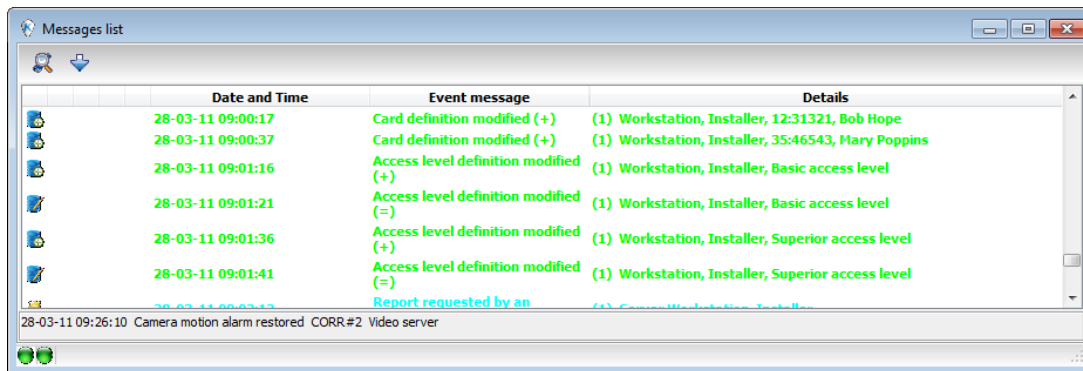 Messages list
Date and Time Event message Details
28-03-11 09:00:17 Card definition modified (+) (1) Workstation, Installer, 12:31321, Bob Hope
28-03-11 09:00:37 Card definition modified (+) (1) Workstation, Installer, 35:46543, Mary Poppins
28-03-11 09:01:16 Access level definition modified (+) (1) Workstation, Installer, Basic access level
28-03-11 09:01:21 Access level definition modified (=) (1) Workstation, Installer, Basic access level
28-03-11 09:01:36 Access level definition modified (+) (1) Workstation, Installer, Superior access level
28-03-11 09:01:41 Access level definition modified (=) (1) Workstation, Installer, Superior access level
Report requested by an
28-03-11 09:26:10 Camera motion alarm restored CORR#2 Video server